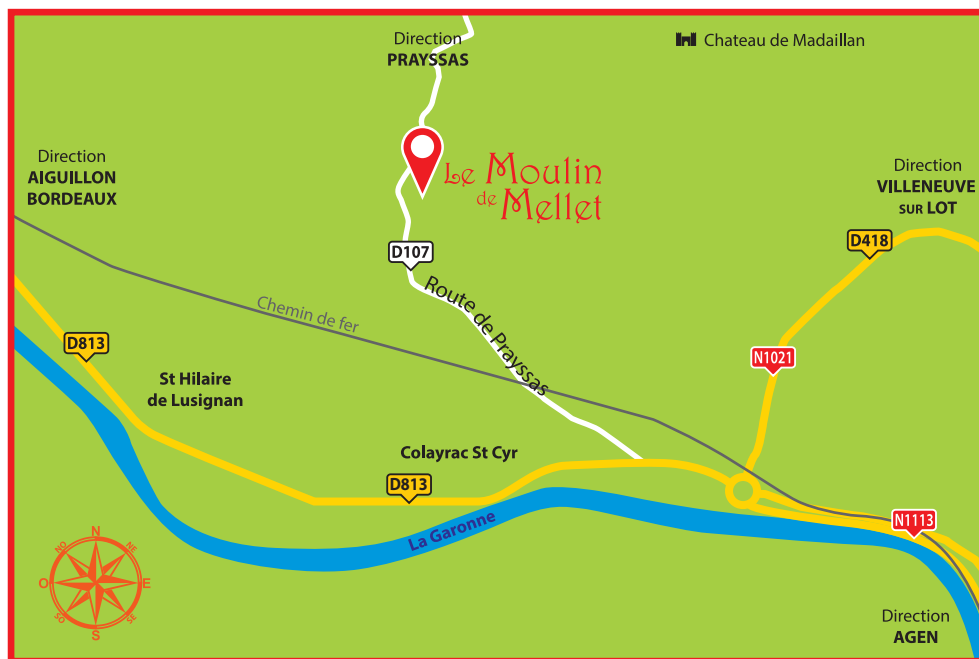 Direction
PRAYSSAS
Chateau de Madaillan
Direction
AIGUILLON
BORDEAUX
Le Moulin
de Mellet
Direction
VILLENEUVE
SUR LOT
D418
D107
Route de Prayssas
Chemin de fer
D813
N1021
St Hilaire
de Lusignan
Colayrac St Cyr
D813
La Garonne
N1113
N
NO
NE
O
E
SO
SE
S
Direction
AGEN